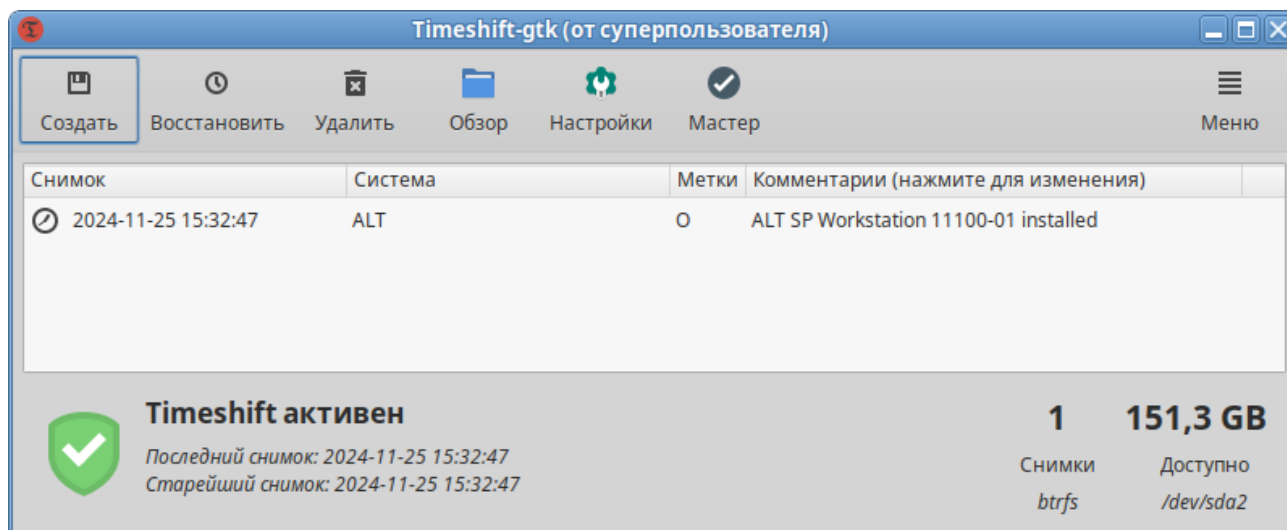 Timeshift-gtk (от суперпользователя)
Создать Восстановить Удалить Обзор Настройки Мастер Меню
Снимок Система Метки Комментарии (нажмите для изменения)
2024-11-25 15:32:47 ALT O ALT SP Workstation 11100-01 installed
Timeshift активен
Последний снимок: 2024-11-25 15:32:47
Старейший снимок: 2024-11-25 15:32:47
1 151,3 GB
Снимки Доступно
btrfs /dev/sda2